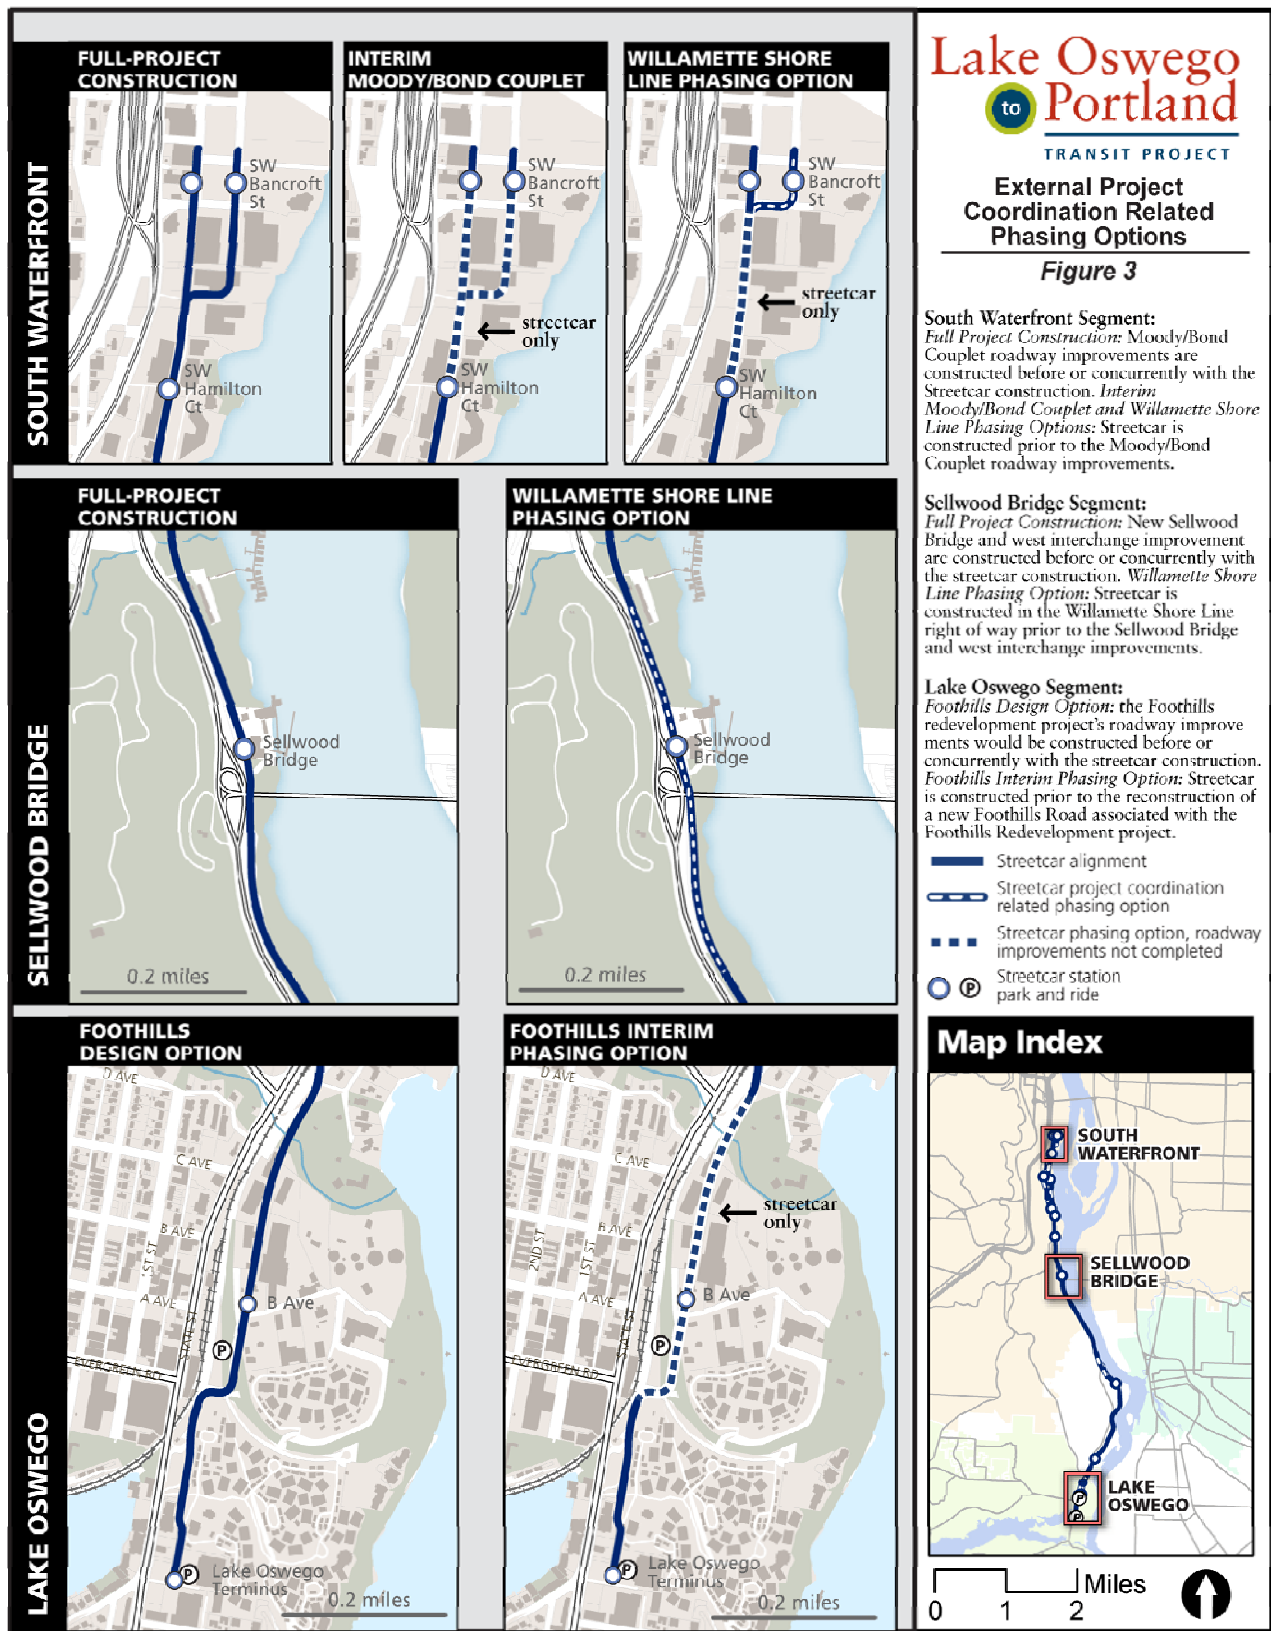 FULL-PROJECT
CONSTRUCTION
INTERIM
MOODY/BOND COUPLET
WILLAMETTE SHORE
LINE PHASING OPTION
SOUTH WATERFRONT
SW
Bancroft
St
SW
Hamilton
Ct
SW
Bancroft
St
streetcar
only
SW
Hamilton
Ct
SW
Bancroft
St
streetcar
only
SW
Hamilton
Ct
FULL-PROJECT
CONSTRUCTION
WILLAMETTE SHORE LINE
PHASING OPTION
SELLWOOD BRIDGE
Sellwood
Bridge
0.2 miles
Sellwood
Bridge
0.2 miles
FOOTHILLS
DESIGN OPTION
FOOTHILLS INTERIM
PHASING OPTION
LAKE OSWEGO
D AVE
C AVE
B AVE
1ST ST
A AVE
STATE ST
EVERGREEN RD
B Ave
P
P
Lake Oswego
Terminus
0.2 miles
D AVE
C AVE
B AVE
2ND ST
1ST ST
A AVE
STATE ST
EVERGREEN RD
streetcar
only
B Ave
P
P
Lake Oswego
Terminus
0.2 miles
Lake Oswego
to Portland
TRANSIT PROJECT
External Project
Coordination Related
Phasing Options
Figure 3
South Waterfront Segment:
Full Project Construction: Moody/Bond
Couplet roadway improvements are
constructed before or concurrently with the
Streetcar construction. Interim
Moody/Bond Couplet and Willamette Shore
Line Phasing Options: Streetcar is
constructed prior to the Moody/Bond
Couplet roadway improvements.
Sellwood Bridge Segment:
Full Project Construction: New Sellwood
Bridge and west interchange improvement
are constructed before or concurrently with
the streetcar construction. Willamette Shore
Line Phasing Option: Streetcar is
constructed in the Willamette Shore Line
right of way prior to the Sellwood Bridge
and west interchange improvements.
Lake Oswego Segment:
Foothills Design Option: the Foothills
redevelopment project's roadway improve
ments would be constructed before or
concurrently with the streetcar construction.
Foothills Interim Phasing Option: Streetcar
is constructed prior to the reconstruction of
a new Foothills Road associated with the
Foothills Redevelopment project.
Streetcar alignment
Streetcar project coordination
related phasing option
Streetcar phasing option, roadway
improvements not completed
P Streetcar station
park and ride
Map Index
SOUTH
WATERFRONT
SELLWOOD
BRIDGE
LAKE
OSWEGO
P
P
Miles
0 1 2